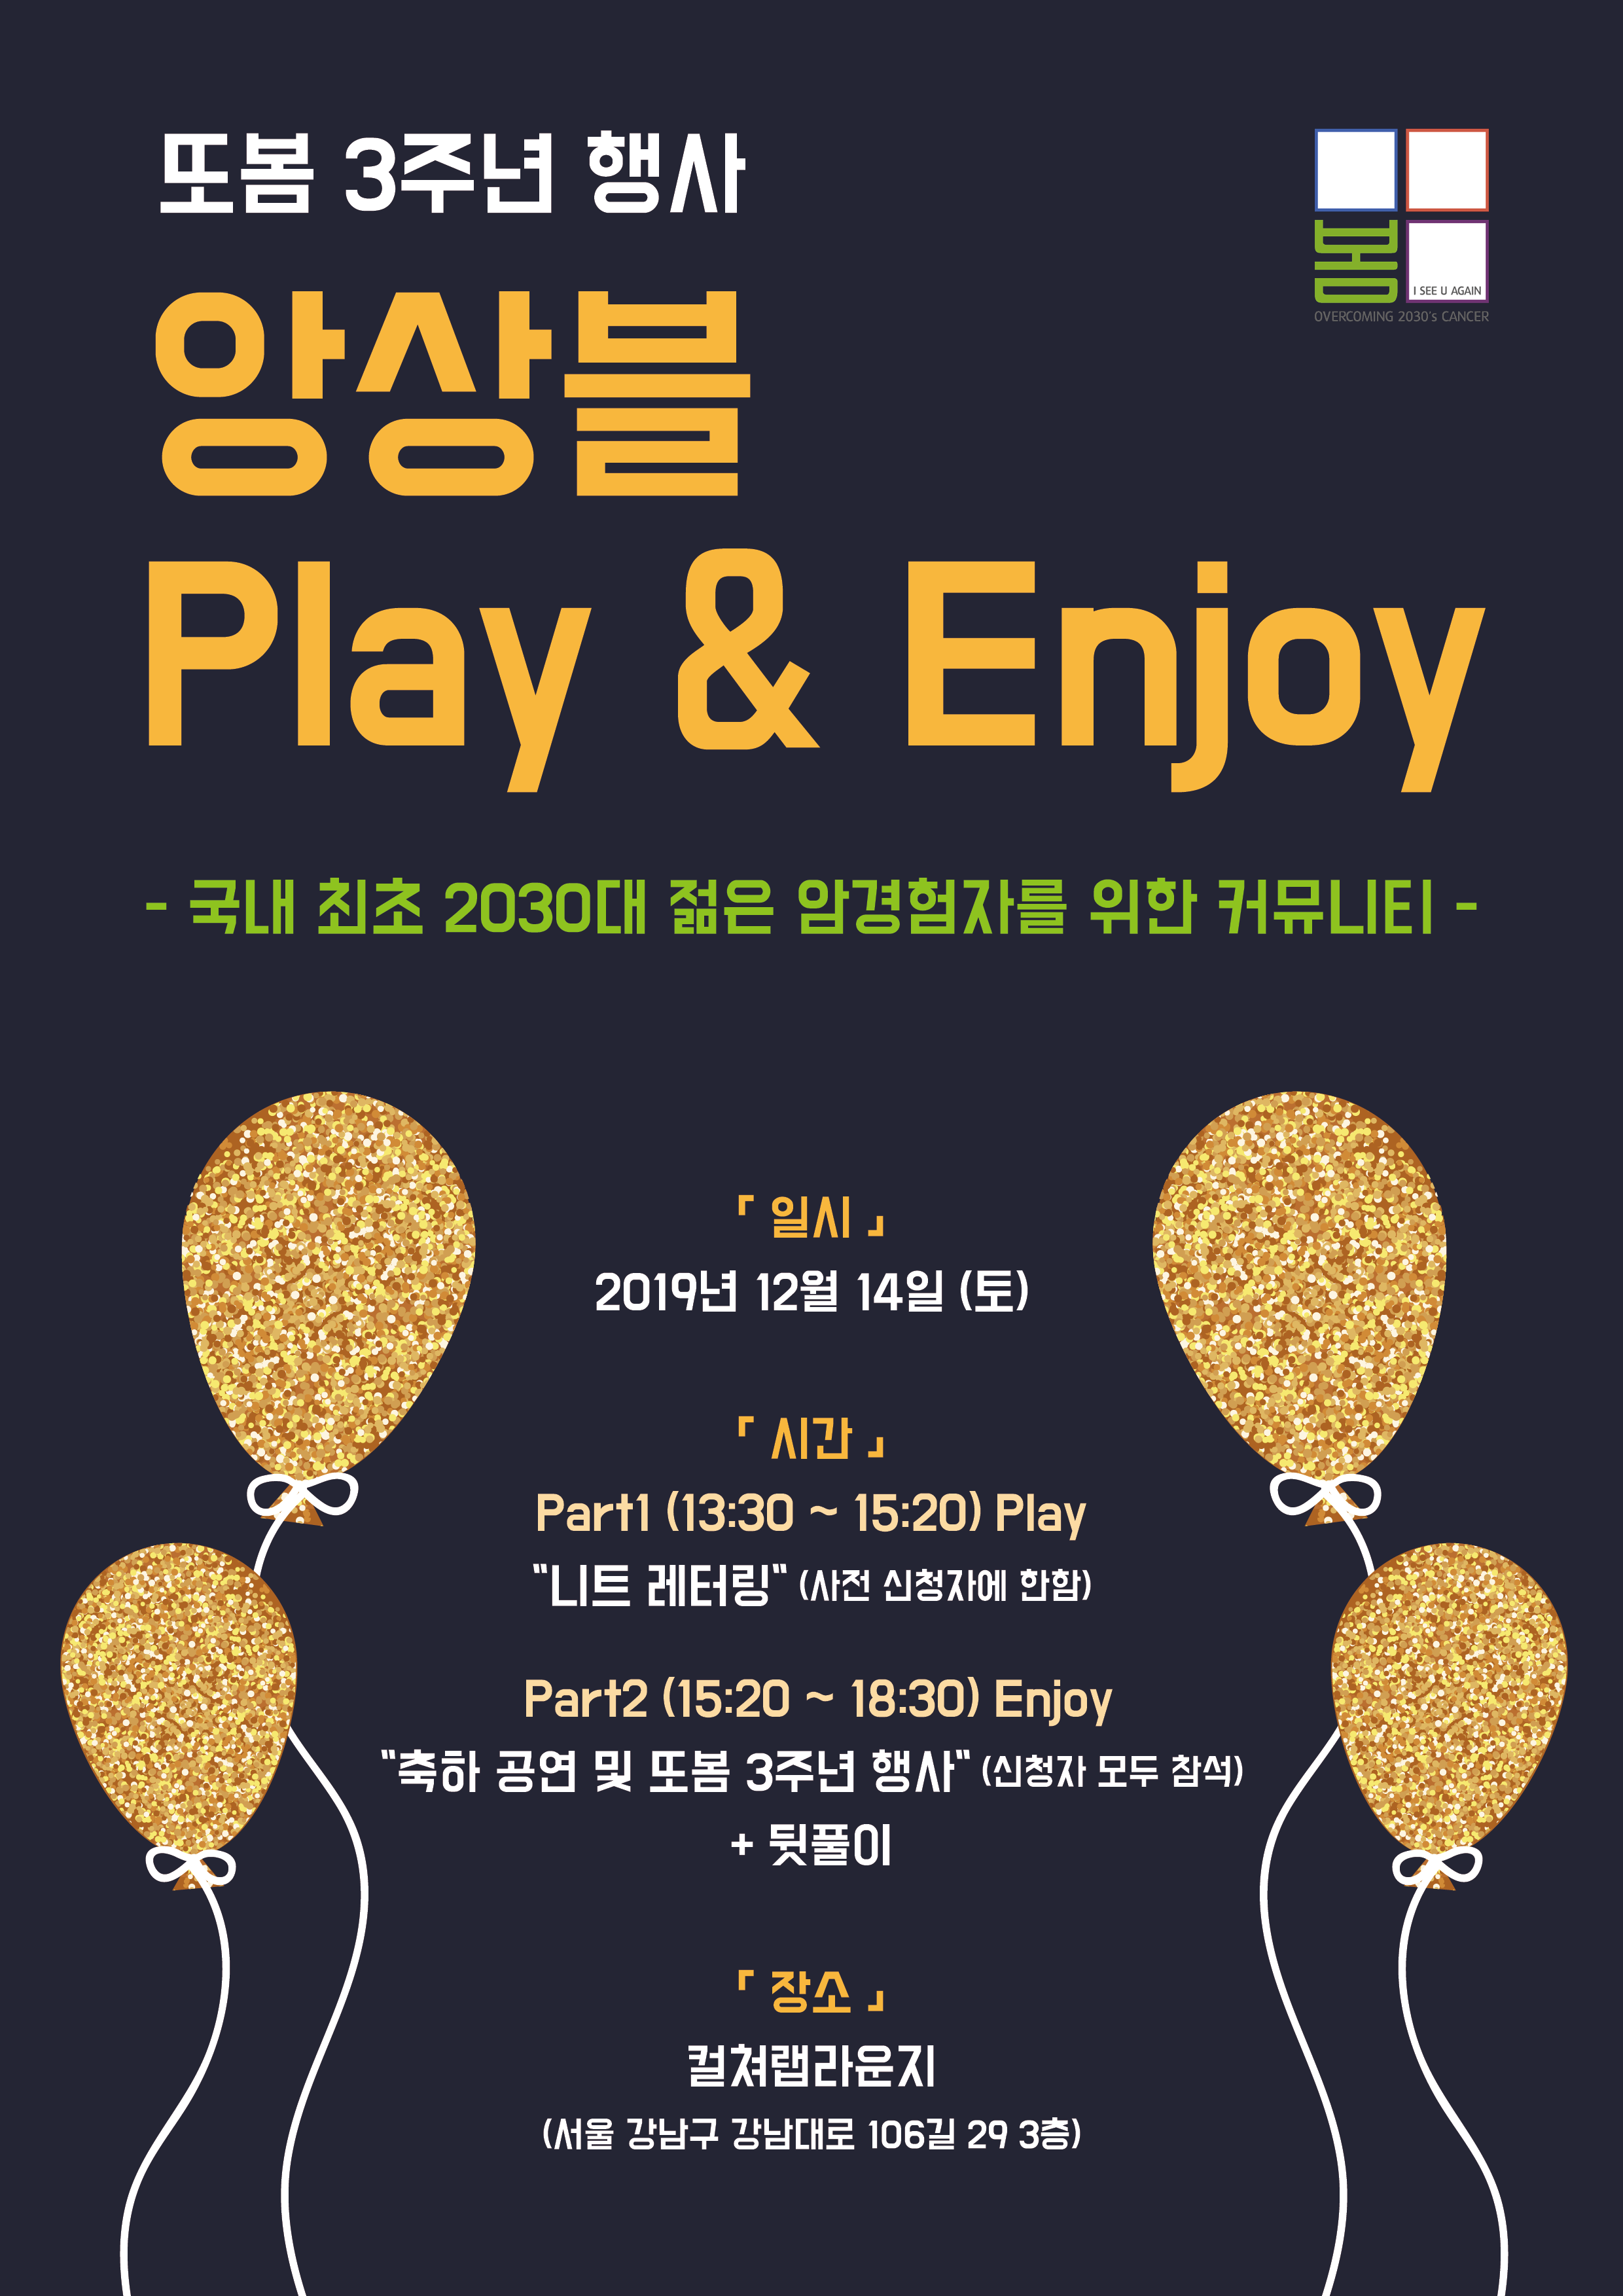 또봄 3주년 행사
봄
I SEE U AGAIN
OVERCOMING 2030's CANCER
앙상블
Play & Enjoy
- 국내 최초 2030대 젊은 암경험자를 위한 커뮤니티 -
「 일시 」
2019년 12월 14일 (토)
「 시간 」
Part1 (13:30 ~ 15:20) Play
"니트 레터링" (사전 신청자에 한함)
Part2 (15:20 ~ 18:30) Enjoy
"축하 공연 및 또봄 3주년 행사" (신청자 모두 참석)
+ 뒷풀이
「 장소 」
컬쳐랩라운지
(서울 강남구 강남대로 106길 29 3층)